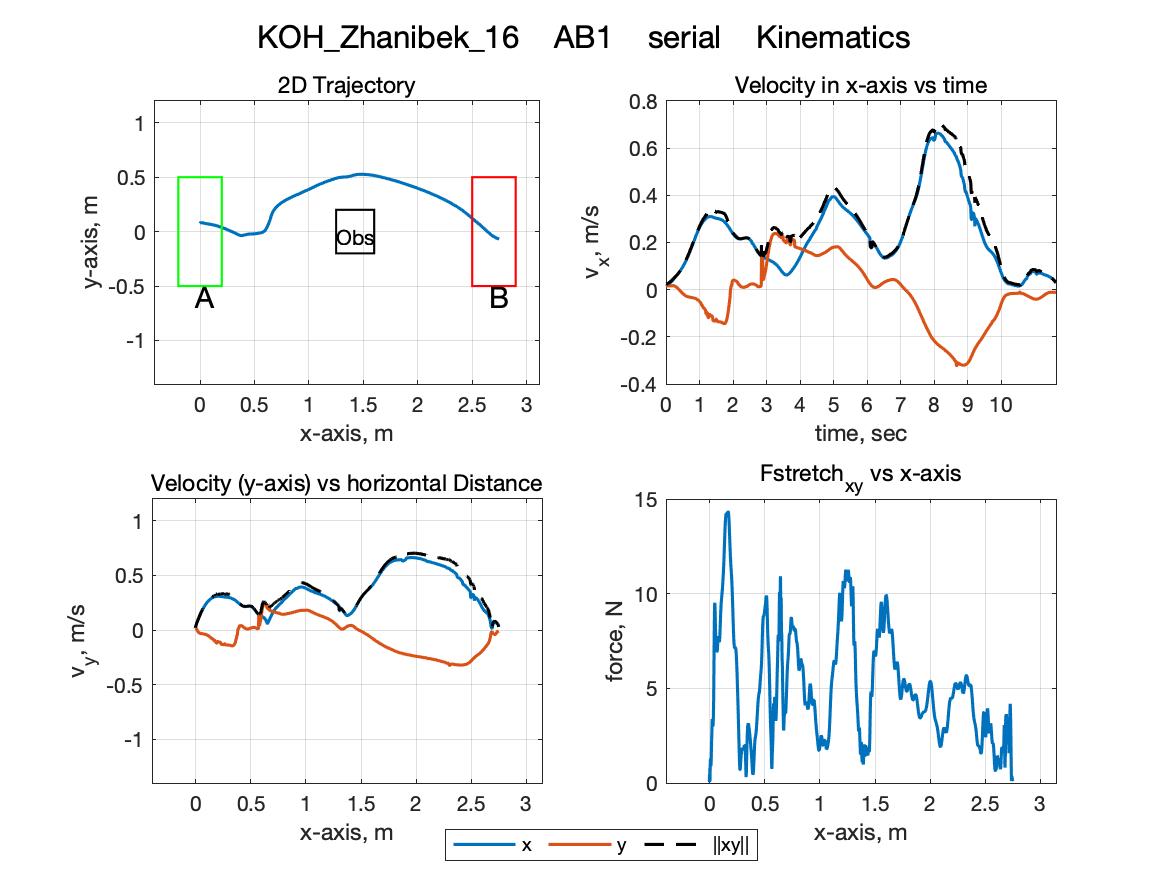 KOH_Zhanibek_16 AB1 serial Kinematics
2D Trajectory
1
0.5
0
-0.5
-1
y-axis, m
Obs
A
B
0 0.5 1 1.5 2 2.5 3
x-axis, m
Velocity in x-axis vs time
0.8
0.6
0.4
0.2
0
-0.2
-0.4
vx, m/s
0 1 2 3 4 5 6 7 8 9 10
time, sec
Velocity (y-axis) vs horizontal Distance
1
0.5
0
-0.5
-1
vy, m/s
0 0.5 1 1.5 2 2.5 3
x-axis, m
Fstretchxy vs x-axis
15
10
5
0
force, N
0 0.5 1 1.5 2 2.5 3
x-axis, m
x y ||xy||